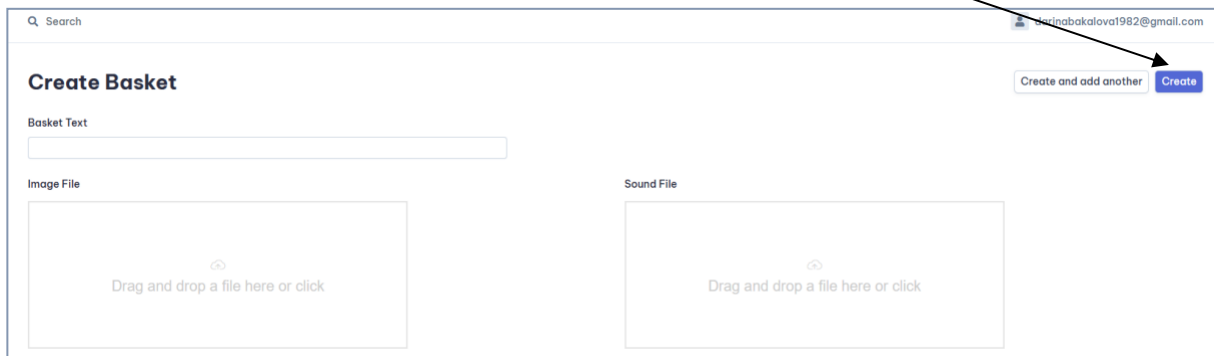 Search
darinabakalova1982@gmail.com
Create Basket
Create and add another
Create
Basket Text
Image File
Sound File
Drag and drop a file here or click
Drag and drop a file here or click